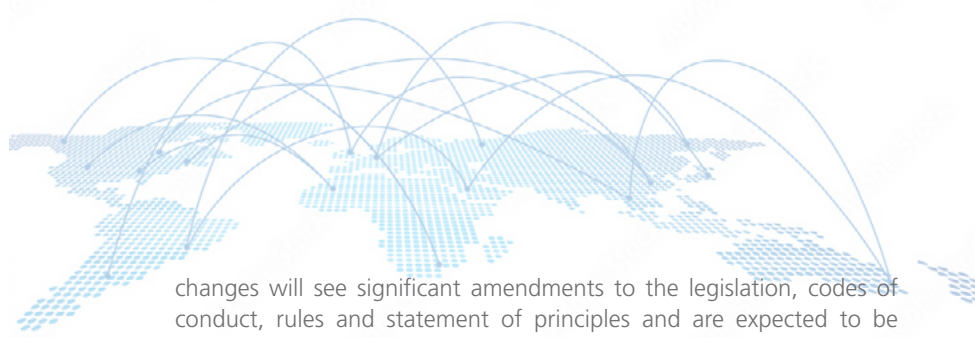 changes will see significant amendments to the legislation, codes of
conduct, rules and statement of principles and are expected to be